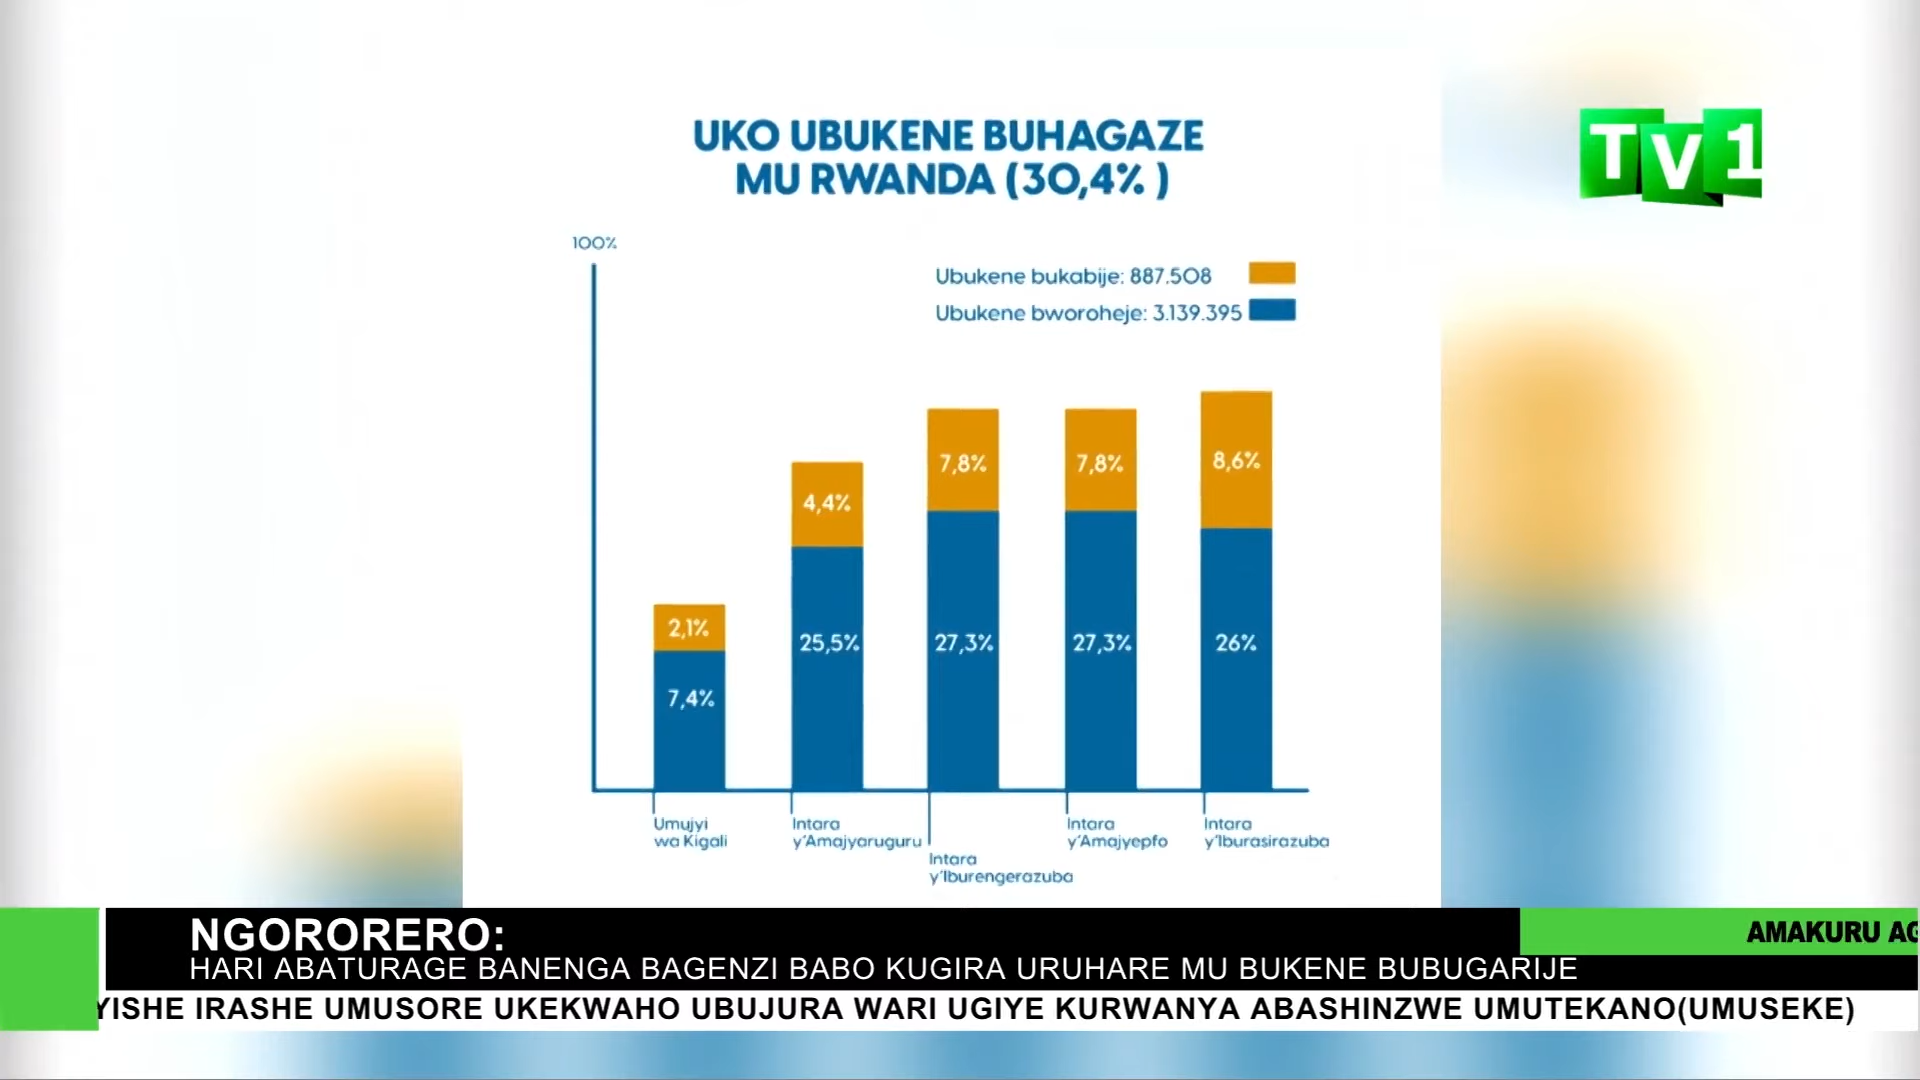 UKO UBUKENE BUHAGAZE
MU RWANDA (30,4% )
TV1
100%
Ubukene bukabije: 887.508
Ubukene bworoheje: 3.139.395
2,1%
7,4%
4,4%
25,5%
7,8%
27,3%
7,8%
27,3%
8,6%
26%
Umujyi
wa Kigali
Intara
y'Amajyaruguru
Intara
y'Iburengerazuba
Intara
y'Amajyepfo
Intara
y'Iburasirazuba
NGORORERO:
AMAKURU AG
HARI ABATURAGE BANENGA BAGENZI BABO KUGIRA URUHARE MU BUKENE BUBUGARIJE
YISHE IRASHE UMUSORE UKEKWAHO UBUJURA WARI UGIYE KURWANYA ABASHINZWE UMUTEKANO(UMUSEKE)